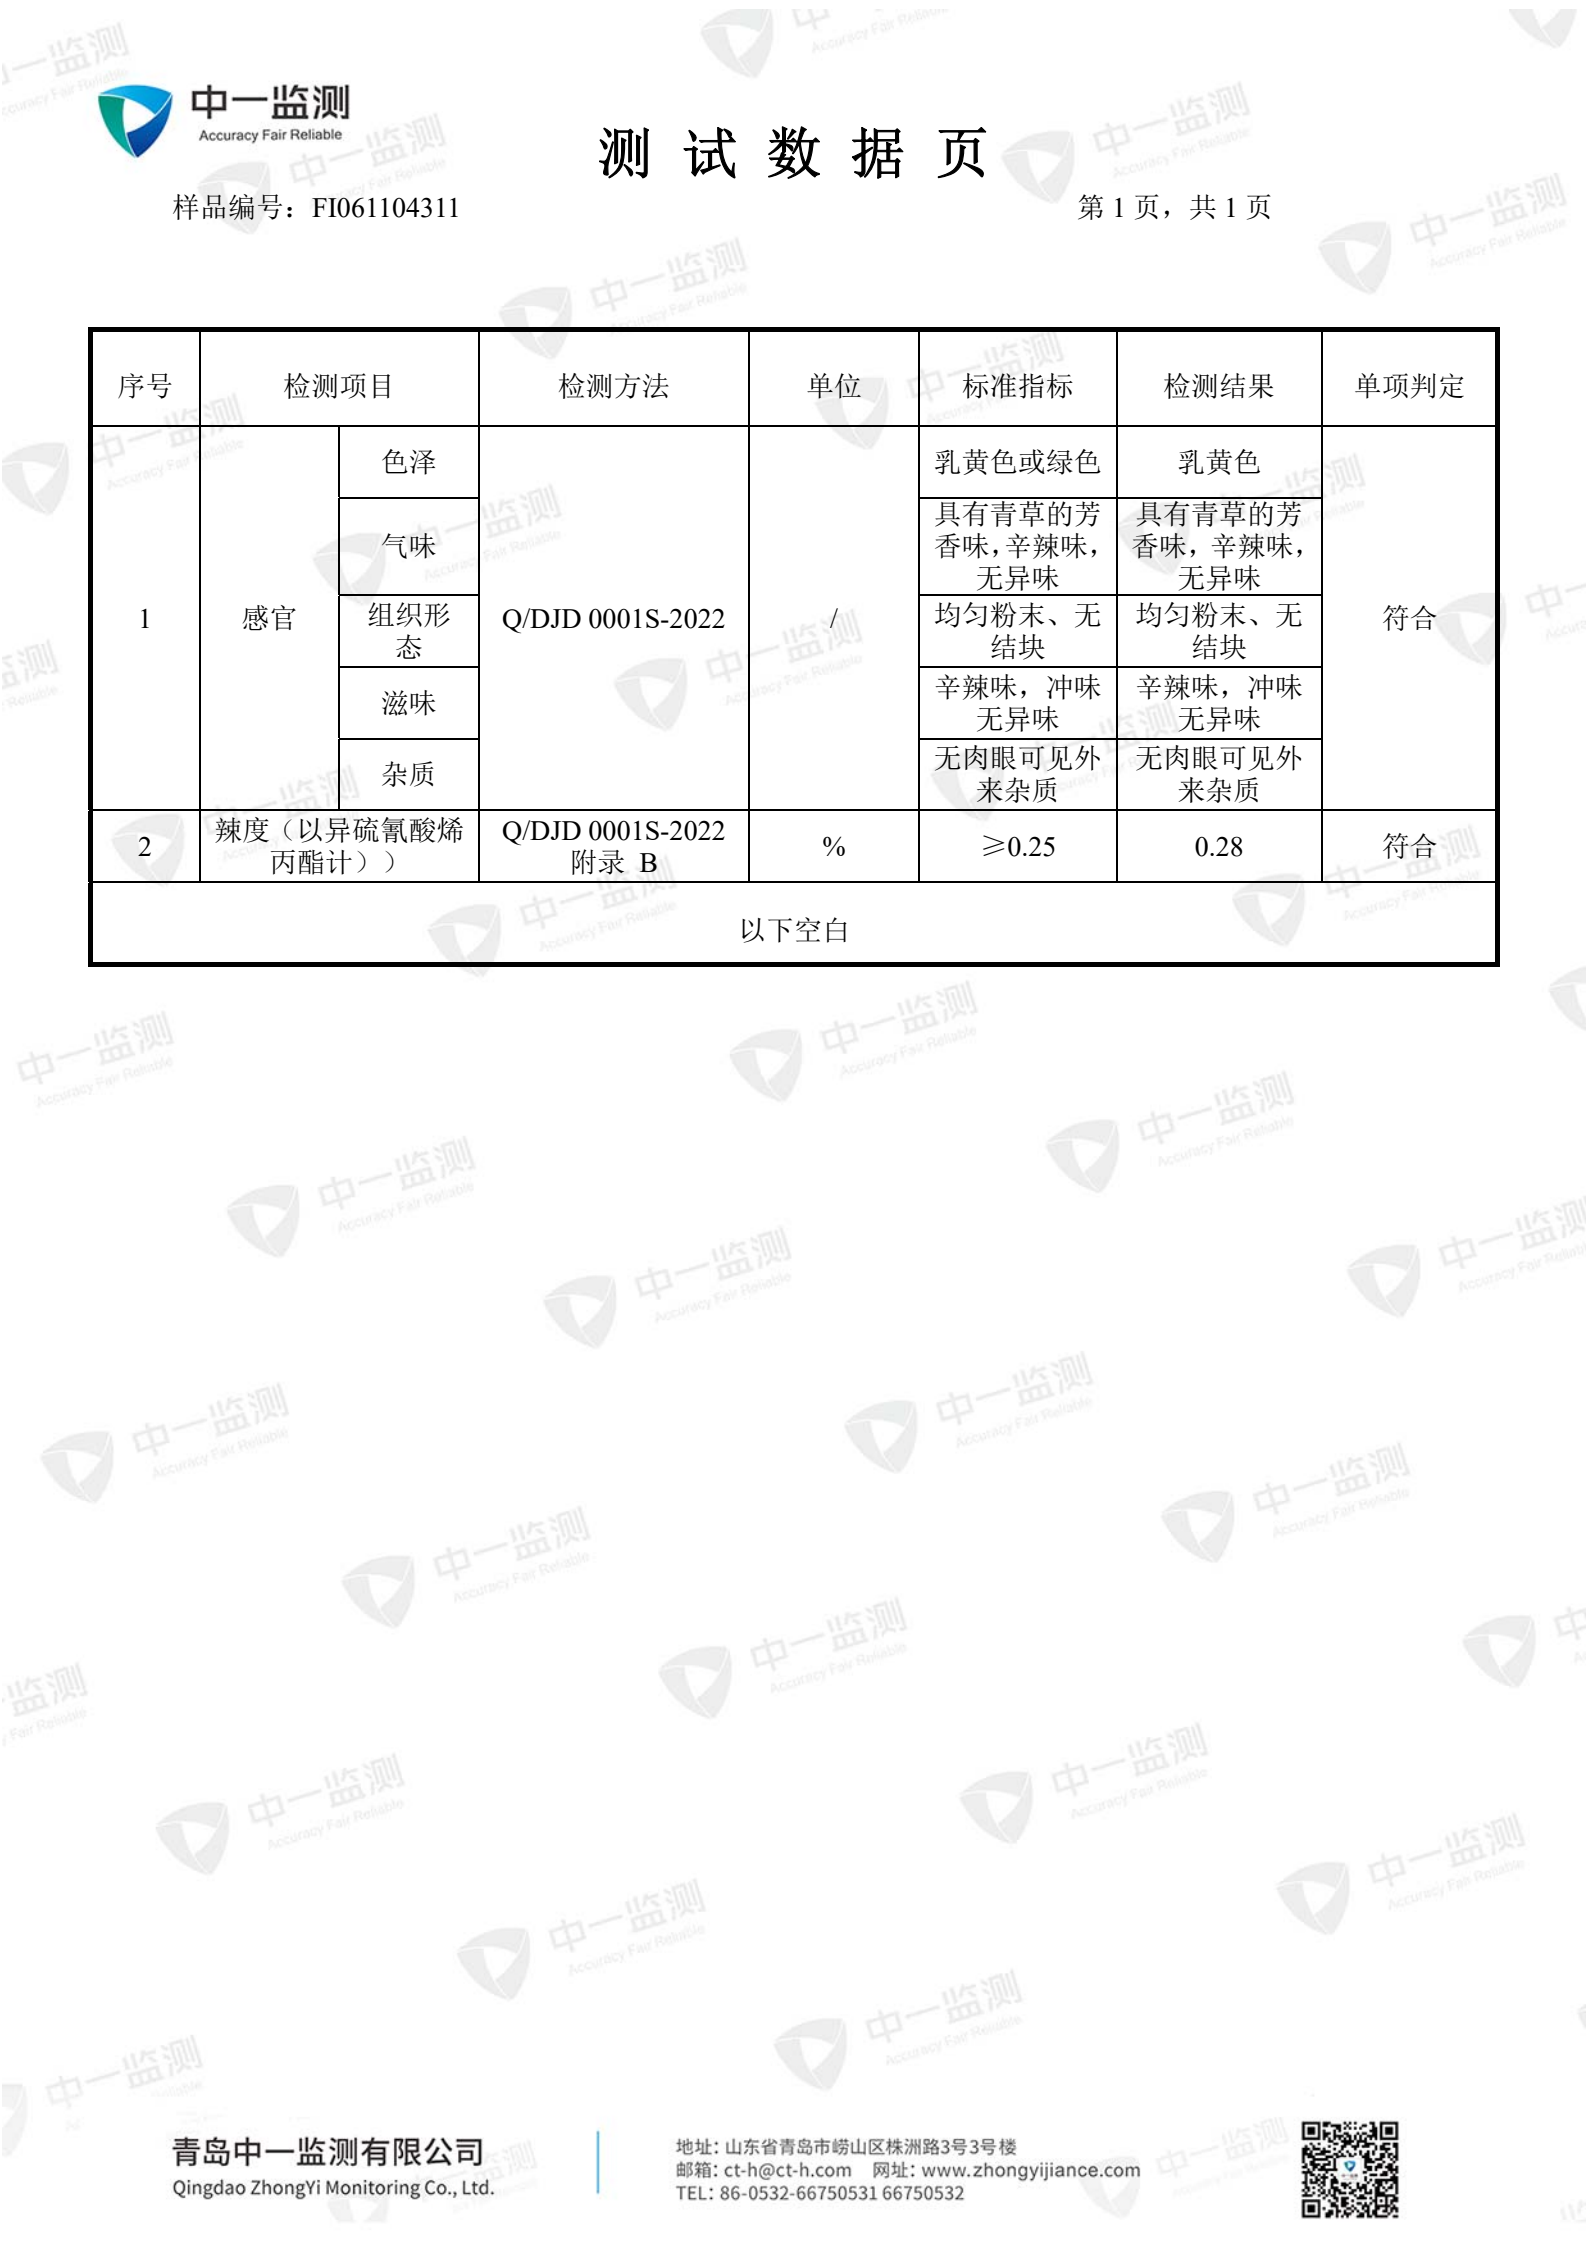 中一监测
Accuracy Fair Reliable
测试数据页
样品编号：FI061104311
第 1 页，共 1 页
序号 检测项目 检测方法 单位 标准指标 检测结果 单项判定
1 感官 Q/DJD 0001S-2022 / 符合
色泽 乳黄色或绿色 乳黄色
气味 具有青草的芳香味，辛辣味，无异味 具有青草的芳香味，辛辣味，无异味
组织形态 均匀粉末、无结块 均匀粉末、无结块
滋味 辛辣味，冲味无异味 辛辣味，冲味无异味
杂质 无肉眼可见外来杂质 无肉眼可见外来杂质
2 辣度（以异硫氰酸烯丙酯计）） Q/DJD 0001S-2022 附录 B % ≥0.25 0.28 符合
以下空白
青岛中一监测有限公司
Qingdao ZhongYi Monitoring Co., Ltd.
地址：山东省青岛市崂山区株洲路3号3号楼
邮箱：ct-h@ct-h.com 网址：www.zhongyijiance.com
TEL：86-0532-66750531 66750532